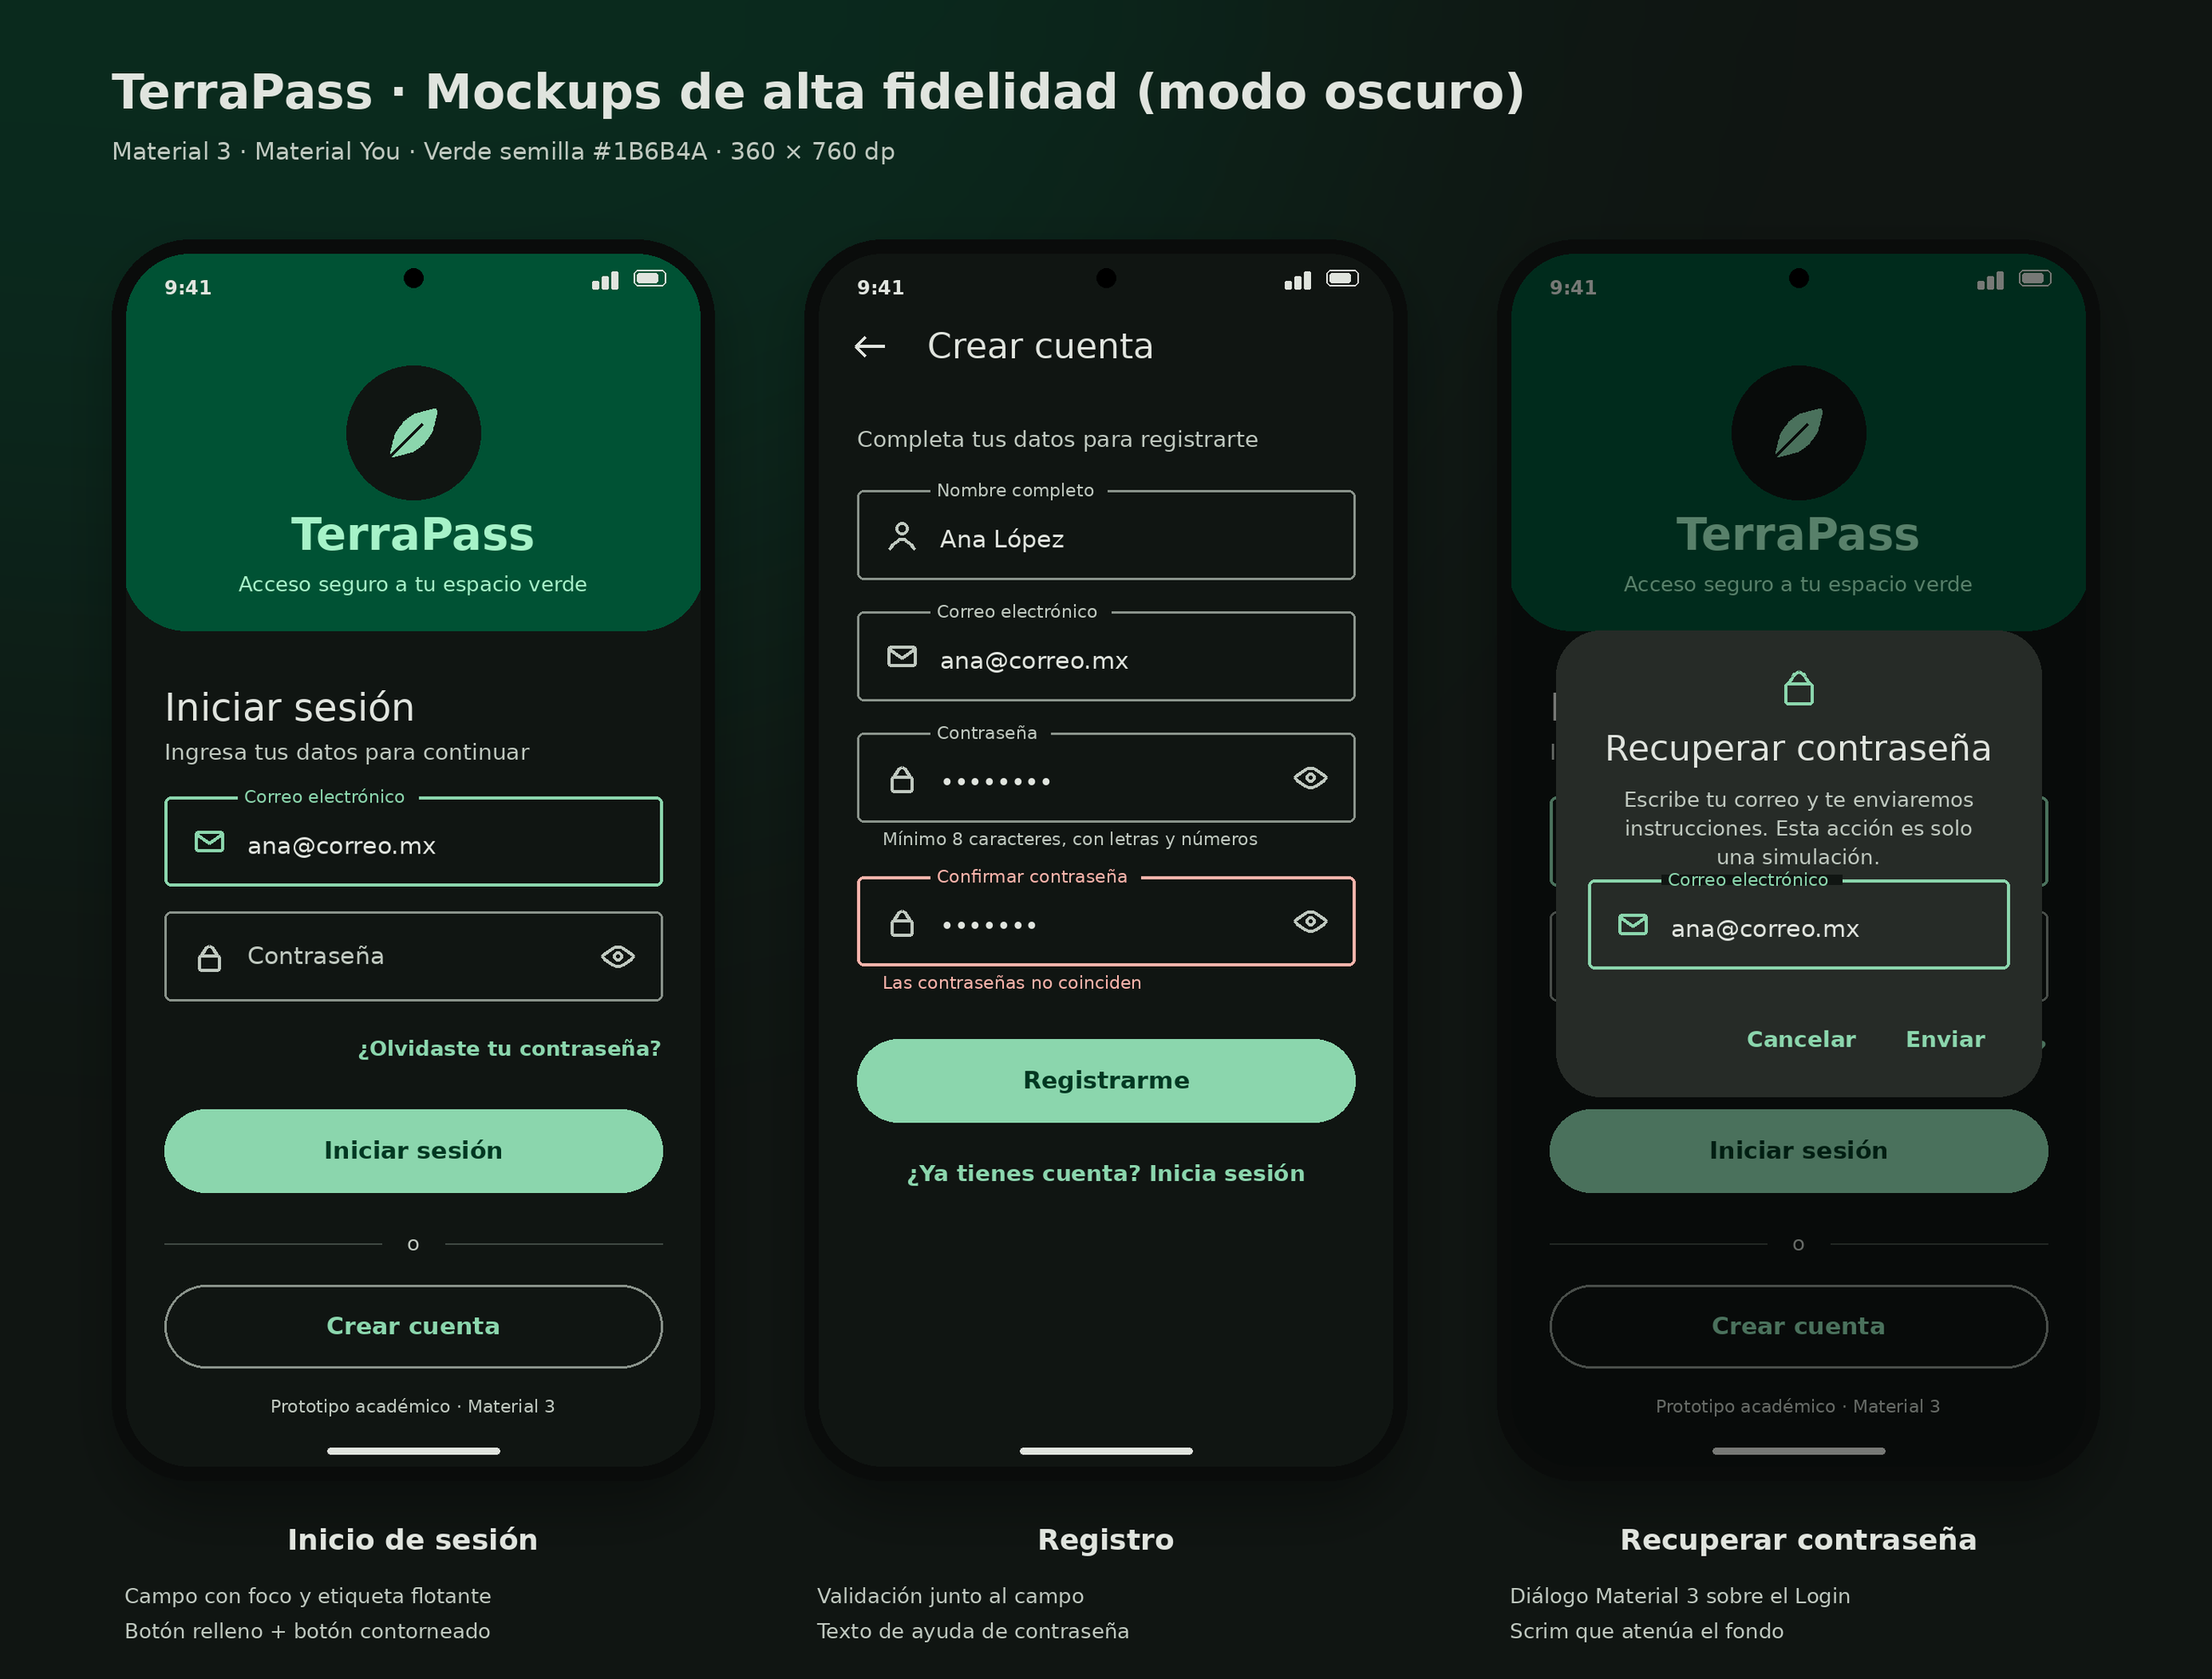 TerraPass · Mockups de alta fidelidad (modo oscuro)
Material 3 · Material You · Verde semilla #1B6B4A · 360 × 760 dp
9:41
TerraPass
Acceso seguro a tu espacio verde
Iniciar sesión
Ingresa tus datos para continuar
Correo electrónico
ana@correo.mx
Contraseña
¿Olvidaste tu contraseña?
Iniciar sesión
o
Crear cuenta
Prototipo académico · Material 3
Inicio de sesión
Campo con foco y etiqueta flotante
Botón relleno + botón contorneado
9:41
Crear cuenta
Completa tus datos para registrarte
Nombre completo
Ana López
Correo electrónico
ana@correo.mx
Contraseña
••••••••
Mínimo 8 caracteres, con letras y números
Confirmar contraseña
•••••••
Las contraseñas no coinciden
Registrarme
¿Ya tienes cuenta? Inicia sesión
Registro
Validación junto al campo
Texto de ayuda de contraseña
9:41
TerraPass
Acceso seguro a tu espacio verde
Recuperar contraseña
Escribe tu correo y te enviaremos
instrucciones. Esta acción es solo
una simulación.
Correo electrónico
ana@correo.mx
Cancelar Enviar
Iniciar sesión
o
Crear cuenta
Prototipo académico · Material 3
Recuperar contraseña
Diálogo Material 3 sobre el Login
Scrim que atenúa el fondo